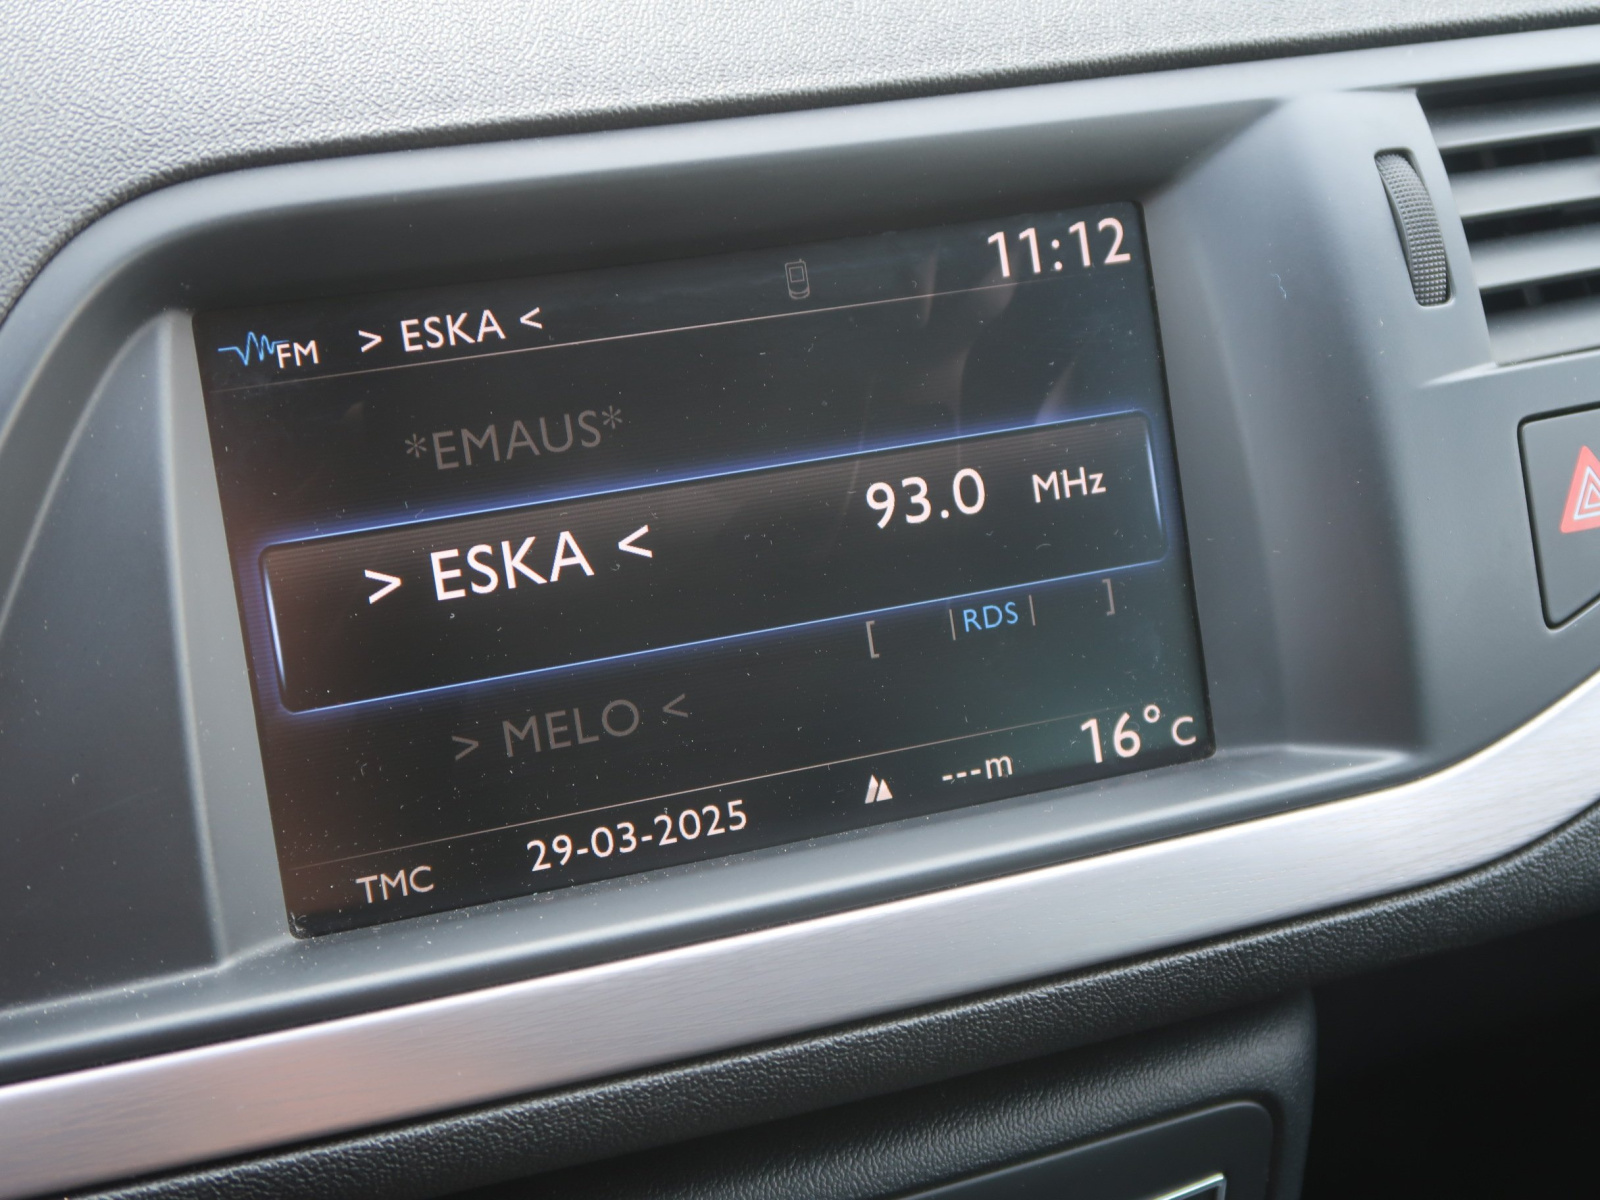 11:12
FM > ESKA <
*EMAUS*
> ESKA < 93.0 MHz
[ |RDS| ]
> MELO <
TMC 29-03-2025 ---m 16°C